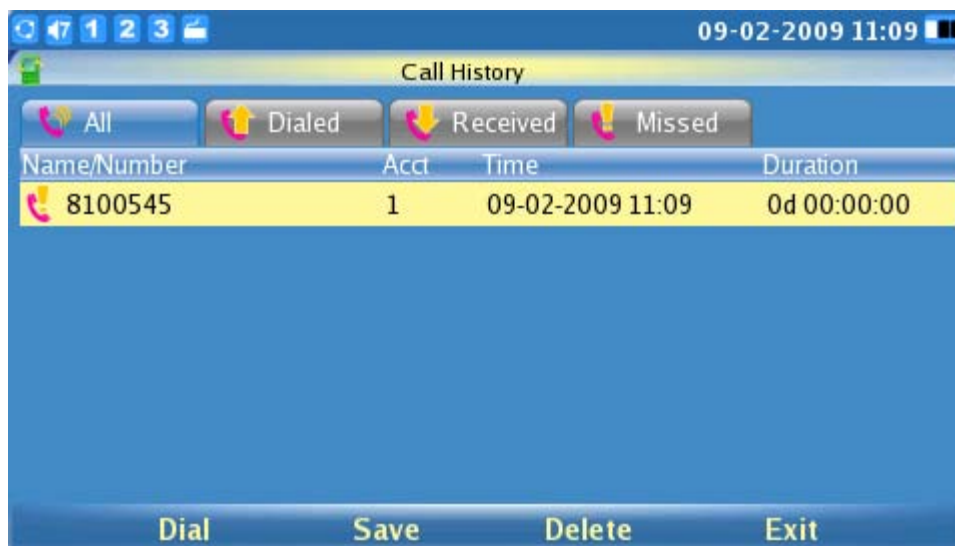 7 1 2 3 09-02-2009 11:09
Call History
All Dialed Received Missed
Name/Number Acct Time Duration
8100545 1 09-02-2009 11:09 0d 00:00:00
Dial Save Delete Exit